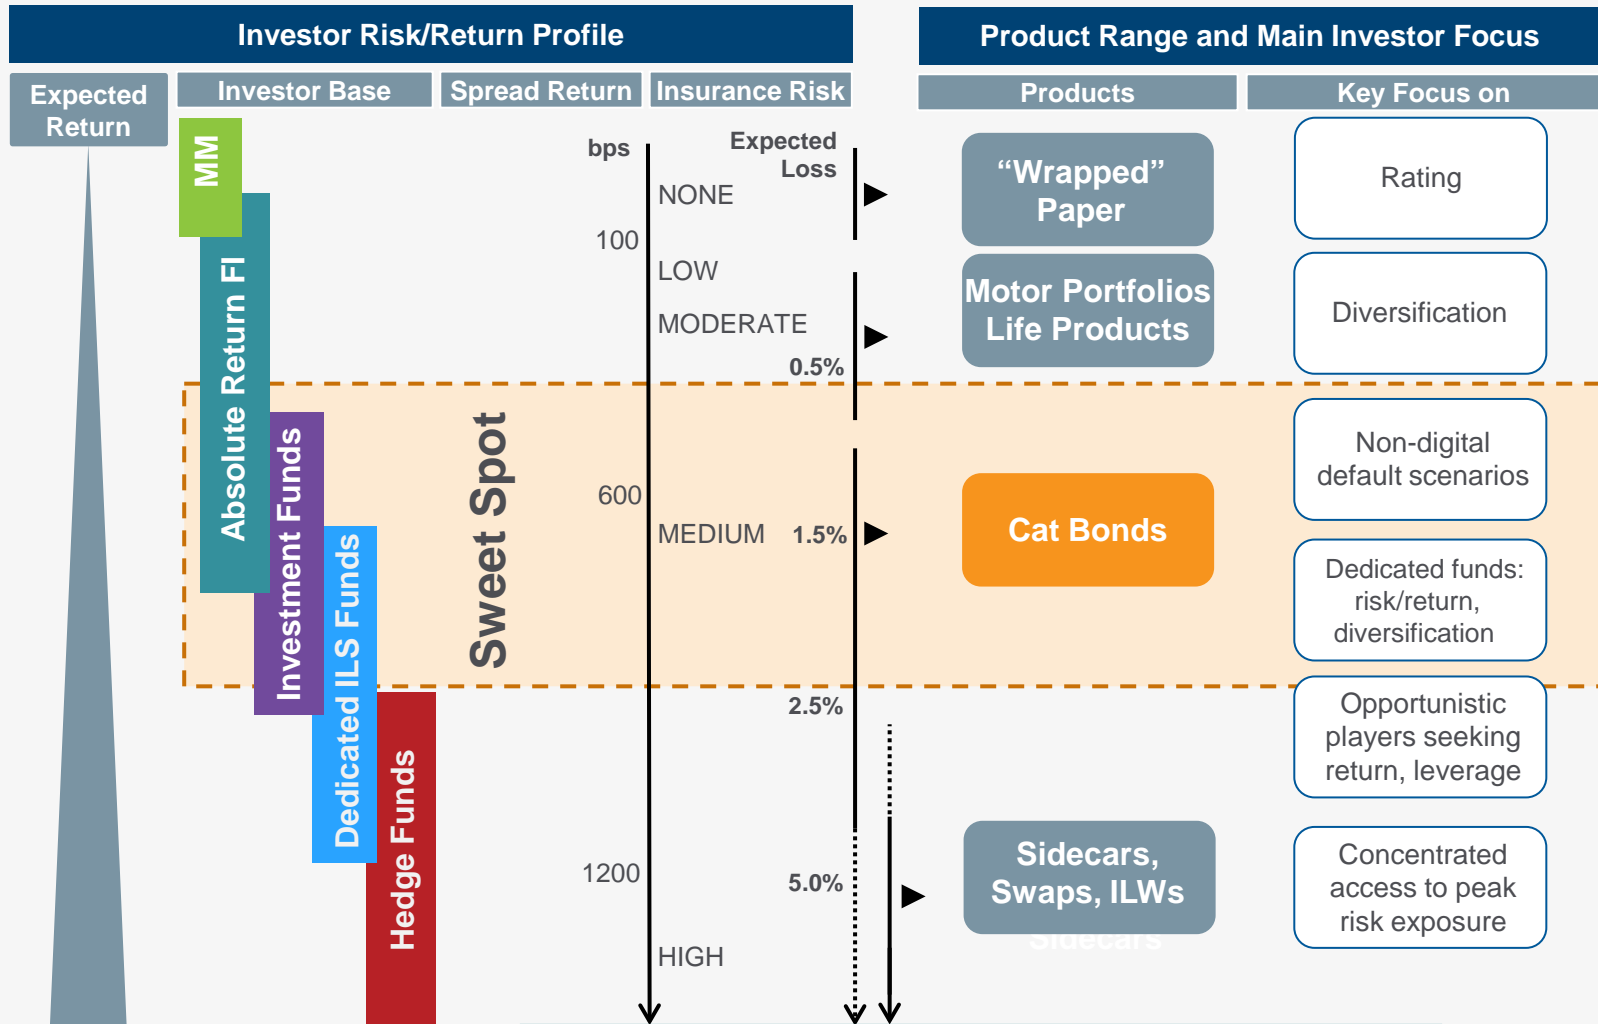 Investor Risk/Return Profile
Product Range and Main Investor Focus
Expected
Return
Investor Base
Spread Return
Insurance Risk
Products
Key Focus on
MM
Absolute Return FI
Investment Funds
Dedicated ILS Funds
Hedge Funds
Sweet Spot
bps
100
600
1200
NONE
LOW
MODERATE
MEDIUM
HIGH
Expected
Loss
0.5%
1.5%
2.5%
5.0%
“Wrapped”
Paper
Motor Portfolios
Life Products
Cat Bonds
Sidecars,
Swaps, ILWs
Sidecars
Rating
Diversification
Non-digital
default scenarios
Dedicated funds:
risk/return,
diversification
Opportunistic
players seeking
return, leverage
Concentrated
access to peak
risk exposure